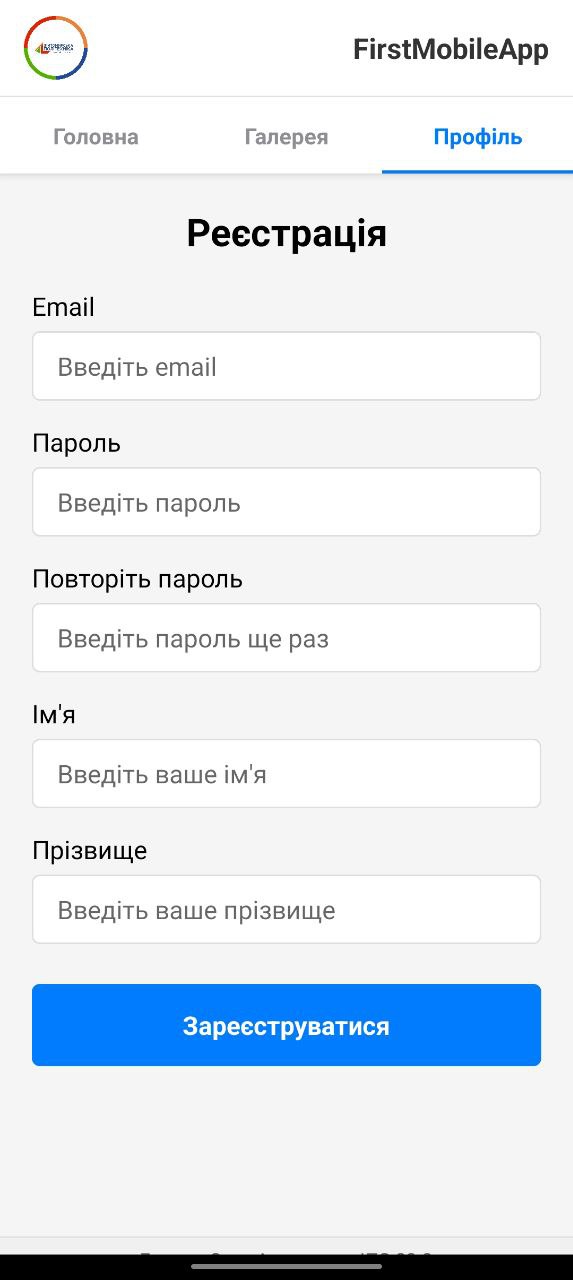 FirstMobileApp
Головна
Галерея
Профіль
Реєстрація
Email
Введіть email
Пароль
Введіть пароль
Повторіть пароль
Введіть пароль ще раз
Ім'я
Введіть ваше ім'я
Прізвище
Введіть ваше прізвище
Зареєструватися